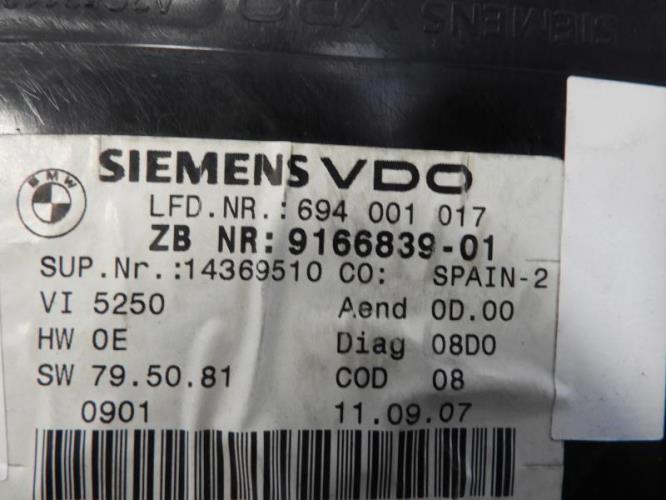 SIEMENS VDO
BMW
SIEMENS VDO
LFD.NR.:694 001 017
ZB NR:9166839-01
SUP.Nr.:14369510 CO: SPAIN-2
VI 5250 Aend 0D.00
HW 0E Diag 08D0
SW 79.50.81 COD 08
0901 11.09.07